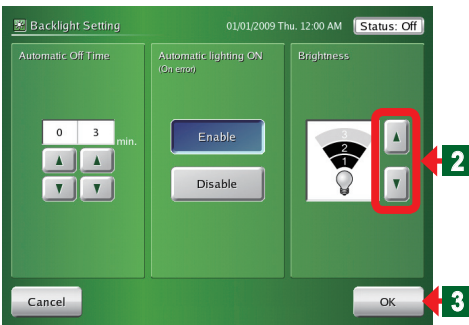 Backlight Setting 01/01/2009 Thu. 12:00 AM Status: Off
Automatic Off Time
0 3 min.
Automatic lighting ON
(On error)
Enable
Disable
Brightness
3
2
1
2
Cancel
OK
3